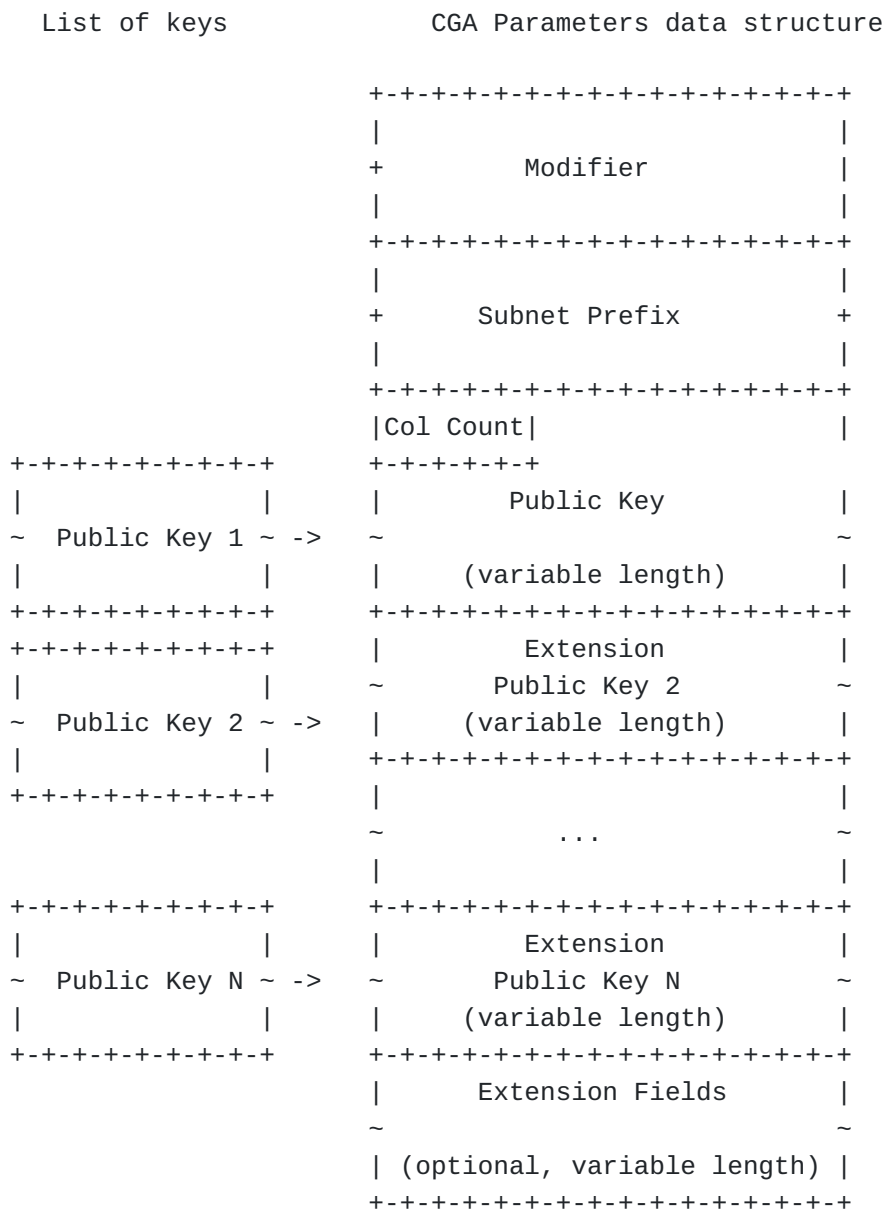 List of keys             CGA Parameters data structure

                       +-+-+-+-+-+-+-+-+-+-+-+-+-+-+-+
                       |                             |
                       +         Modifier            |
                       |                             |
                       +-+-+-+-+-+-+-+-+-+-+-+-+-+-+-+
                       |                             |
                       +      Subnet Prefix          +
                       |                             |
                       +-+-+-+-+-+-+-+-+-+-+-+-+-+-+-+
                       |Col Count|                   |
+-+-+-+-+-+-+-+-+      +-+-+-+-+-+
|               |      |        Public Key           |
~  Public Key 1 ~ ->   ~                             ~
|               |      |     (variable length)       |
+-+-+-+-+-+-+-+-+      +-+-+-+-+-+-+-+-+-+-+-+-+-+-+-+
+-+-+-+-+-+-+-+-+      |         Extension           |
|               |      ~       Public Key 2          ~
~  Public Key 2 ~ ->   |     (variable length)       |
|               |      +-+-+-+-+-+-+-+-+-+-+-+-+-+-+-+
+-+-+-+-+-+-+-+-+      |                             |
                       ~           ...               ~
                       |                             |
+-+-+-+-+-+-+-+-+      +-+-+-+-+-+-+-+-+-+-+-+-+-+-+-+
|               |      |         Extension           |
~  Public Key N ~ ->   ~       Public Key N          ~
|               |      |     (variable length)       |
+-+-+-+-+-+-+-+-+      +-+-+-+-+-+-+-+-+-+-+-+-+-+-+-+
                       |      Extension Fields       |
                       ~                             ~
                       | (optional, variable length) |
                       +-+-+-+-+-+-+-+-+-+-+-+-+-+-+-+